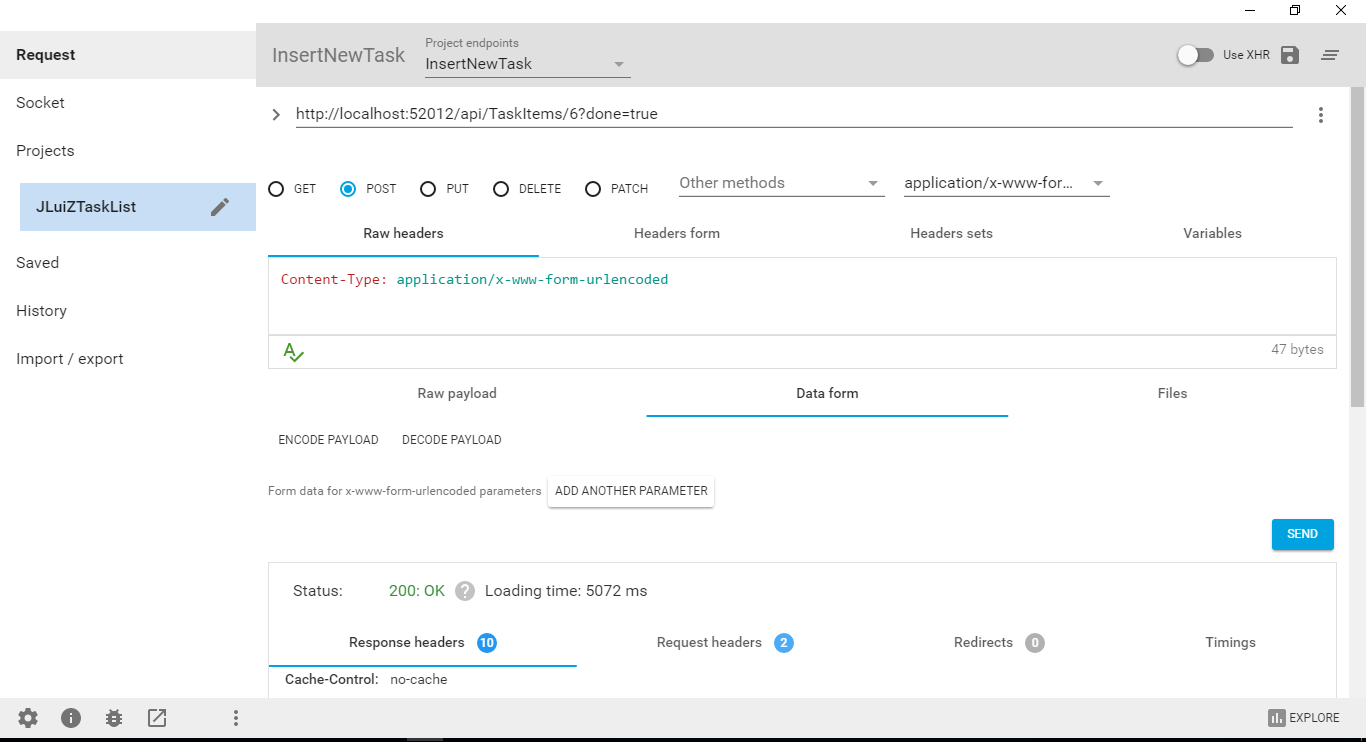 Request
Socket
Projects
JLuiZTaskList
Saved
History
Import / export
InsertNewTask
Project endpoints
InsertNewTask
Use XHR
http://localhost:52012/api/TaskItems/6?done=true
GET POST PUT DELETE PATCH Other methods application/x-www-for...
Raw headers Headers form Headers sets Variables
Content-Type: application/x-www-form-urlencoded
47 bytes
Raw payload Data form Files
ENCODE PAYLOAD DECODE PAYLOAD
Form data for x-www-form-urlencoded parameters ADD ANOTHER PARAMETER
SEND
Status: 200: OK ? Loading time: 5072 ms
Response headers 10 Request headers 2 Redirects 0 Timings
Cache-Control: no-cache
EXPLORE